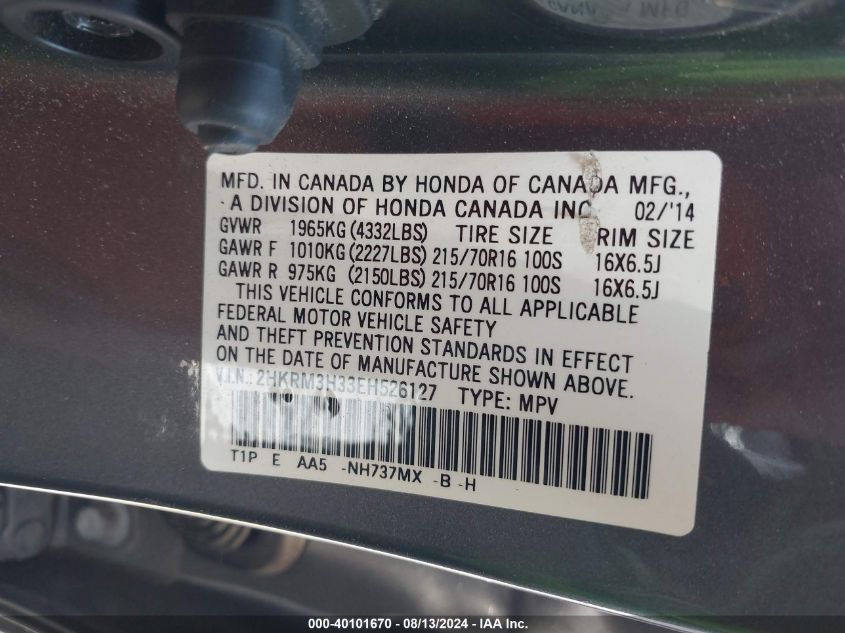 CANA MFG
MFD. IN CANADA BY HONDA OF CANADA MFG.,
A DIVISION OF HONDA CANADA INC 02/'14
GVWR 1965KG (4332LBS) TIRE SIZE RIM SIZE
GAWR F 1010KG (2227LBS) 215/70R16 100S 16X6.5J
GAWR R 975KG (2150LBS) 215/70R16 100S 16X6.5J
THIS VEHICLE CONFORMS TO ALL APPLICABLE
FEDERAL MOTOR VEHICLE SAFETY
AND THEFT PREVENTION STANDARDS IN EFFECT
ON THE DATE OF MANUFACTURE SHOWN ABOVE.
V.I.N.: 2HKRM3H33EH526127 TYPE: MPV
T1P E AA5 -NH737MX -B -H
000-40101670 - 08/13/2024 - IAA Inc.